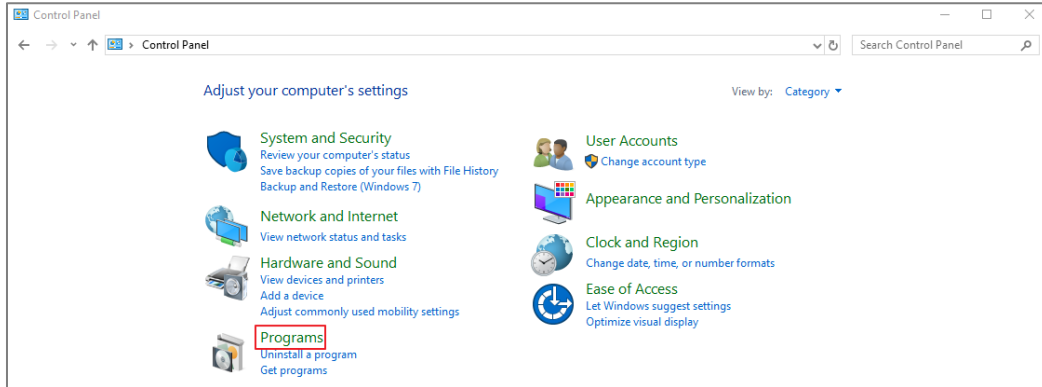 Control Panel
Control Panel
Search Control Panel
Adjust your computer's settings
View by: Category
System and Security
Review your computer's status
Save backup copies of your files with File History
Backup and Restore (Windows 7)
Network and Internet
View network status and tasks
Hardware and Sound
View devices and printers
Add a device
Adjust commonly used mobility settings
Programs
Uninstall a program
Get programs
User Accounts
Change account type
Appearance and Personalization
Clock and Region
Change date, time, or number formats
Ease of Access
Let Windows suggest settings
Optimize visual display